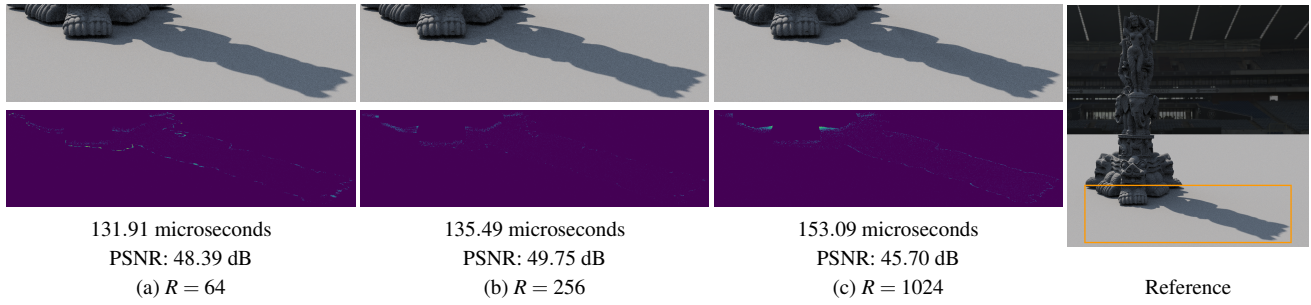 131.91 microseconds
PSNR: 48.39 dB
(a) R = 64
135.49 microseconds
PSNR: 49.75 dB
(b) R = 256
153.09 microseconds
PSNR: 45.70 dB
(c) R = 1024
Reference